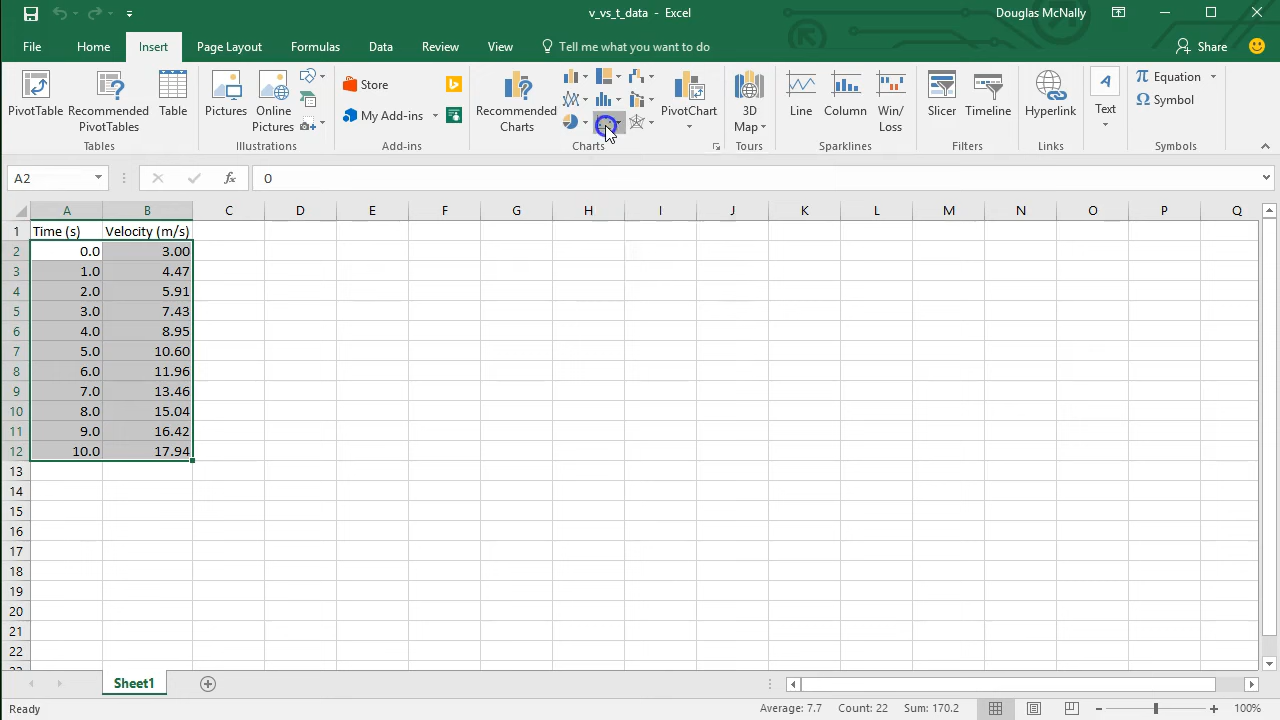 v_vs_t_data - Excel
Douglas McNally
File Home Insert Page Layout Formulas Data Review View Tell me what you want to do Share
PivotTable
Recommended PivotTables
Table
Tables
Pictures
Online Pictures
Illustrations
Store
My Add-ins
Add-ins
Recommended Charts
PivotChart
Charts
3D Map
Tours
Line
Column
Win/ Loss
Sparklines
Slicer
Timeline
Filters
Hyperlink
Links
Text
Equation
Symbol
Symbols
A2 fx 0
A B C D E F G H I J K L M N O P Q
1 Time (s) Velocity (m/s)
2 0.0 3.00
3 1.0 4.47
4 2.0 5.91
5 3.0 7.43
6 4.0 8.95
7 5.0 10.60
8 6.0 11.96
9 7.0 13.46
10 8.0 15.04
11 9.0 16.42
12 10.0 17.94
13
14
15
16
17
18
19
20
21
22
Sheet1
Ready Average: 7.7 Count: 22 Sum: 170.2 100%